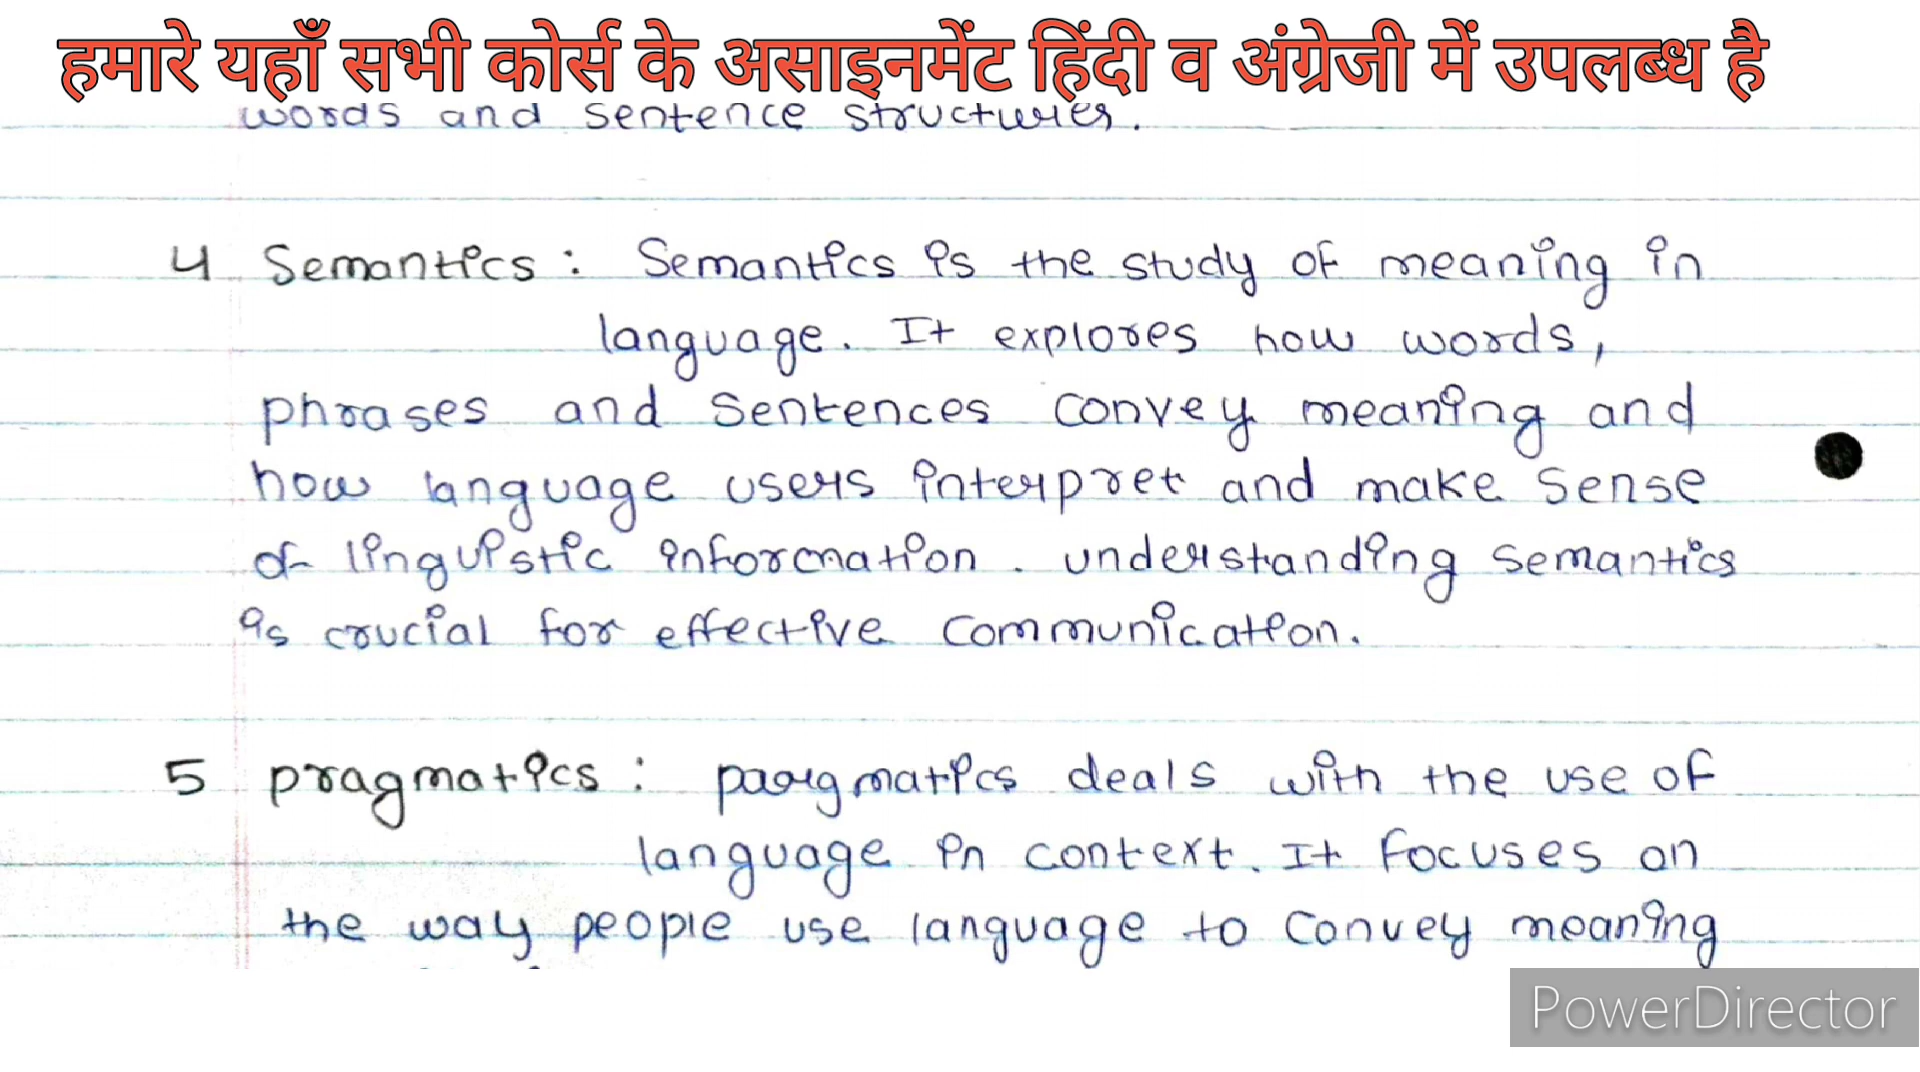 हमारे यहाँ सभी कोर्स के असाइनमेंट हिंदी व अंग्रेजी में उपलब्ध है
words and sentence structures.
4 Semantics : Semantics is the study of meaning in
language. It explores how words,
phrases and sentences convey meaning and
how language users interpret and make sense
of linguistic information. understanding semantics
is crucial for effective communication.
5 pragmatics : paragmatics deals with the use of
language in context. It focuses on
the way people use language to convey meaning
PowerDirector